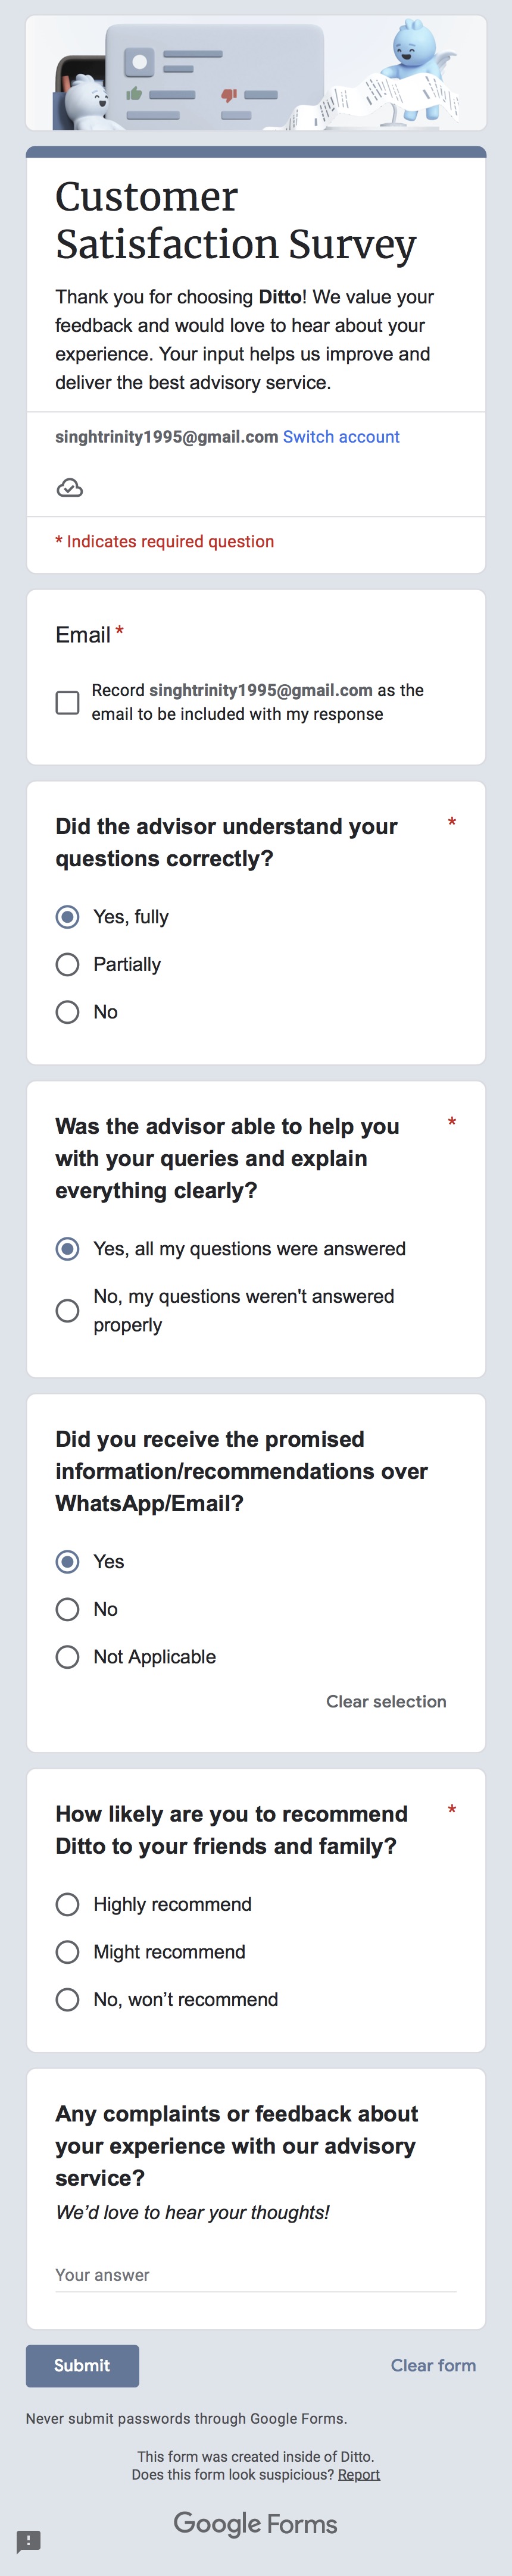 Customer
Satisfaction Survey
Thank you for choosing Ditto! We value your
feedback and would love to hear about your
experience. Your input helps us improve and
deliver the best advisory service.
singhtrinity1995@gmail.com Switch account
* Indicates required question
Email *
Record singhtrinity1995@gmail.com as the
email to be included with my response
Did the advisor understand your *
questions correctly?
Yes, fully
Partially
No
Was the advisor able to help you *
with your queries and explain
everything clearly?
Yes, all my questions were answered
No, my questions weren't answered
properly
Did you receive the promised
information/recommendations over
WhatsApp/Email?
Yes
No
Not Applicable
Clear selection
How likely are you to recommend *
Ditto to your friends and family?
Highly recommend
Might recommend
No, won’t recommend
Any complaints or feedback about
your experience with our advisory
service?
We’d love to hear your thoughts!
Your answer
Submit
Clear form
Never submit passwords through Google Forms.
This form was created inside of Ditto.
Does this form look suspicious? Report
Google Forms